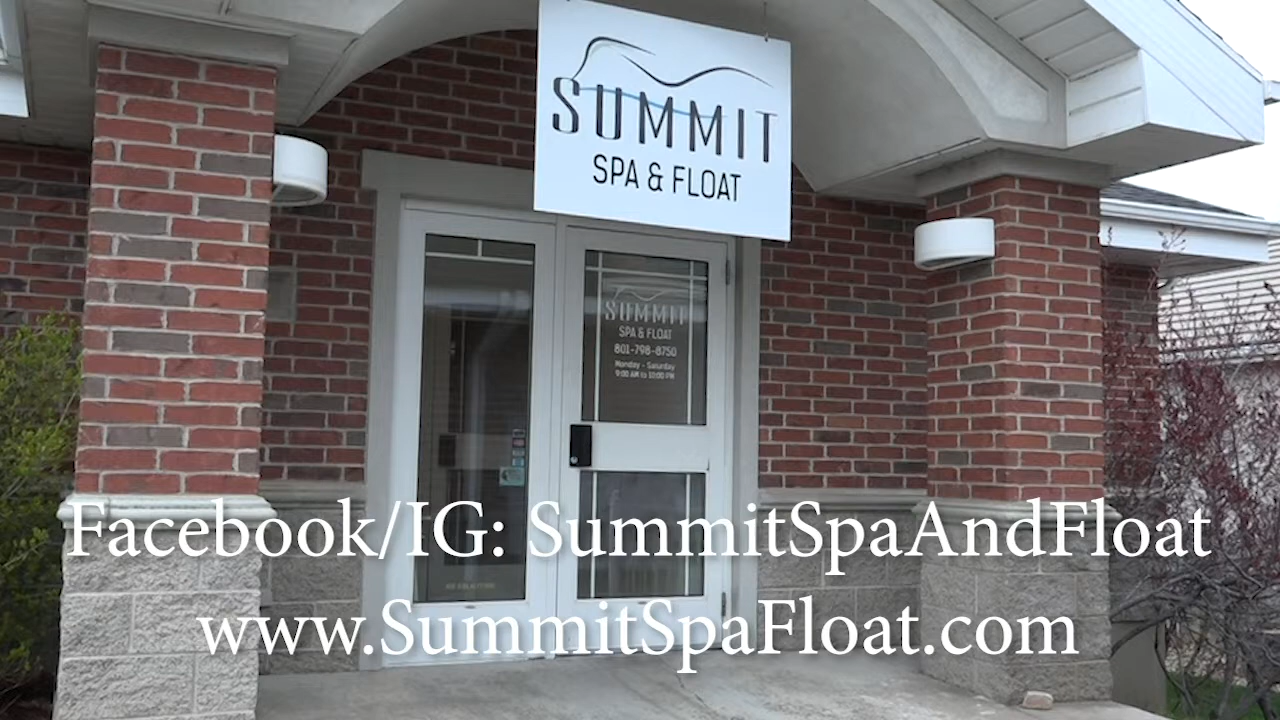 SUMMIT
SPA & FLOAT
SUMMIT
SPA & FLOAT
801-798-8750
Monday - Saturday
9:00 AM to 10:00 PM
Facebook/IG: SummitSpaAndFloat
www.SummitSpaFloat.com